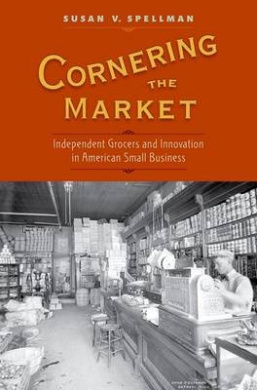 SUSAN V. SPELLMAN
CORNERING
THE
MARKET
Independent Grocers and Innovation
in American Small Business